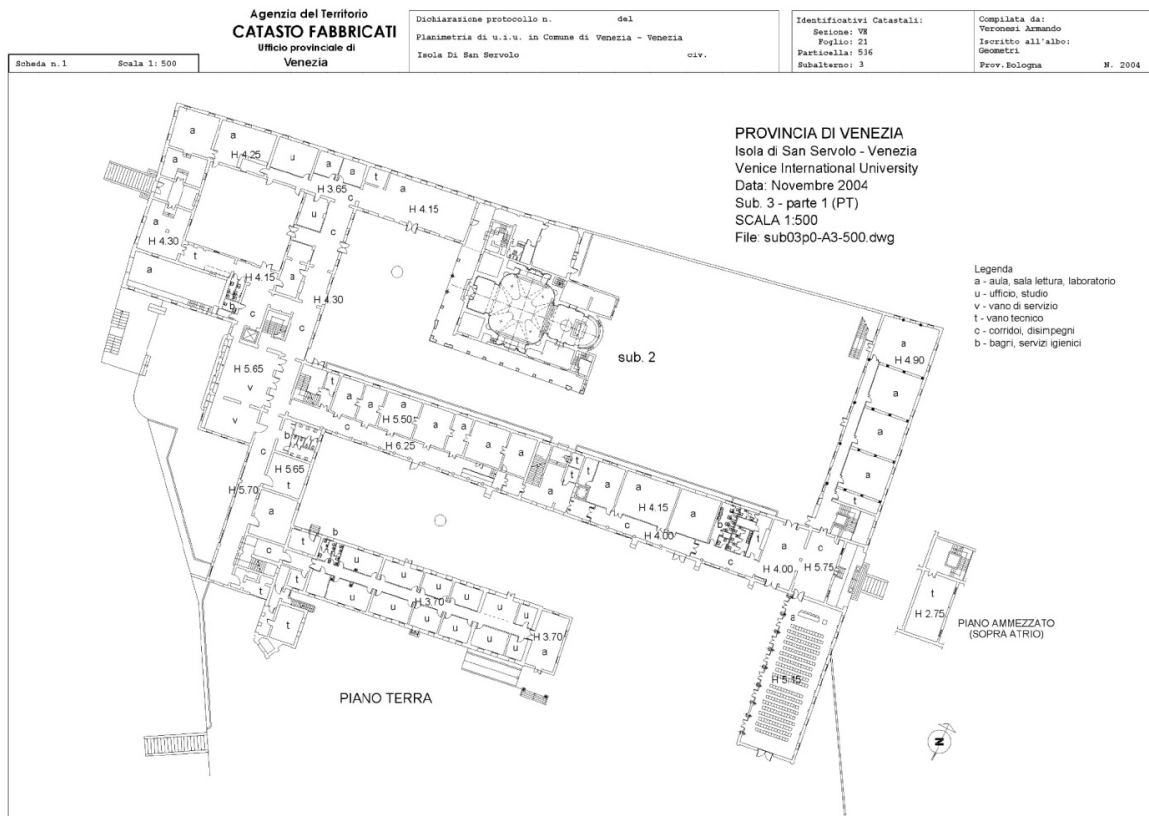 Agenzia del Territorio
CATASTO FABBRICATI
Ufficio provinciale di
Venezia
Scheda n.1 Scala 1:500
Dichiarazione protocollo n. del
Planimetria di u.i.u. in Comune di Venezia - Venezia
Isola Di San Servolo civ.
Identificativi Catastali:
Sezione: VE
Foglio: 21
Particella: 536
Subalterno: 3
Compilata da:
Veronesi Armando
Iscritto all'albo:
Geometri
Prov.Bologna N. 2004
PROVINCIA DI VENEZIA
Isola di San Servolo - Venezia
Venice International University
Data: Novembre 2004
Sub. 3 - parte 1 (PT)
SCALA 1:500
File: sub03p0-A3-500.dwg
Legenda
a - aula, sala lettura, laboratorio
u - ufficio, studio
v - vano di servizio
t - vano tecnico
c - corridoi, disimpegni
b - bagni, servizi igienici
a
a
H 4.25
u
a
a
t
a
H 3.65
c
H 4.15
a
u
c
a
H 4.30
t
H 4.15
a
a
b
H 4.30
c
c
sub. 2
H 5.65
v
v
t
a
a
a
H 5.50
a
a
a
a
c
H 6.25
b
c
H 5.65
H 5.70
t
a
a
t
t
t
a
a
H 4.15
a
c
H 4.00
b
t
c
a
H 4.00
c
H 5.75
a
H 4.90
a
a
a
t
c
t
b
u
u
u
u
u
u
t
t
u
u
H 3.70
u
u
u
u
H 3.70
a
t
a
H 5.15
t
H 2.75
PIANO AMMEZZATO
(SOPRA ATRIO)
PIANO TERRA
N